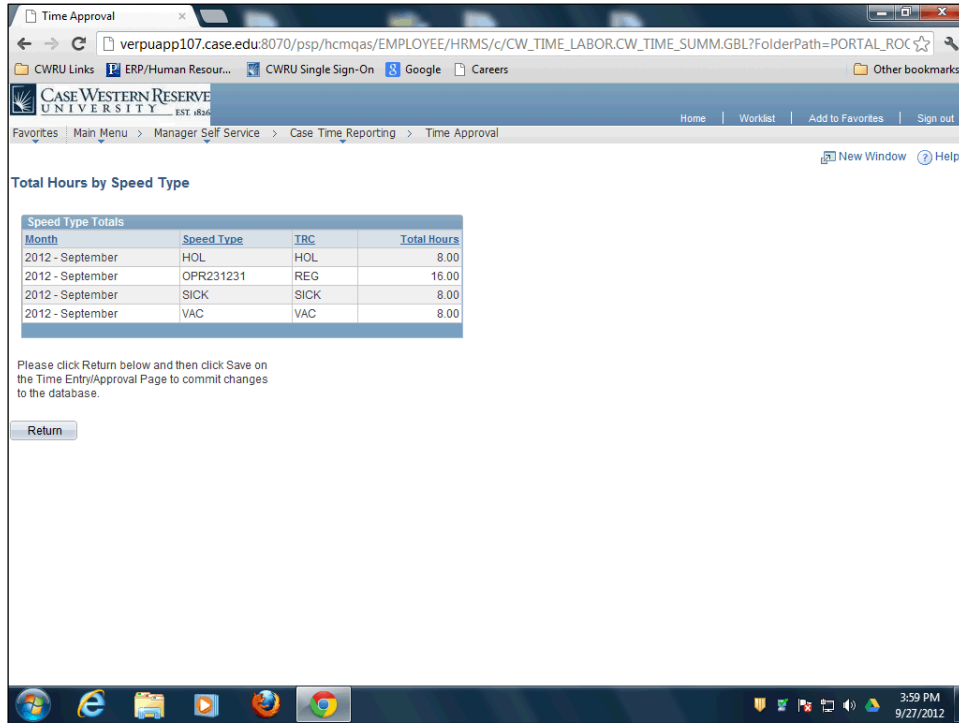 Time Approval
verpuapp107.case.edu:8070/psp/hcmqas/EMPLOYEE/HRMS/c/CW_TIME_LABOR.CW_TIME_SUMM.GBL?FolderPath=PORTAL_ROC
CWRU Links ERP/Human Resour... CWRU Single Sign-On Google Careers Other bookmarks
CASE WESTERN RESERVE
UNIVERSITY EST. 1826
Home | Worklist | Add to Favorites | Sign out
Favorites Main Menu > Manager Self Service > Case Time Reporting > Time Approval
New Window ? Help
Total Hours by Speed Type
Speed Type Totals
Month Speed Type TRC Total Hours
2012 - September HOL HOL 8.00
2012 - September OPR231231 REG 16.00
2012 - September SICK SICK 8.00
2012 - September VAC VAC 8.00
Please click Return below and then click Save on
the Time Entry/Approval Page to commit changes
to the database.
Return
3:59 PM
9/27/2012